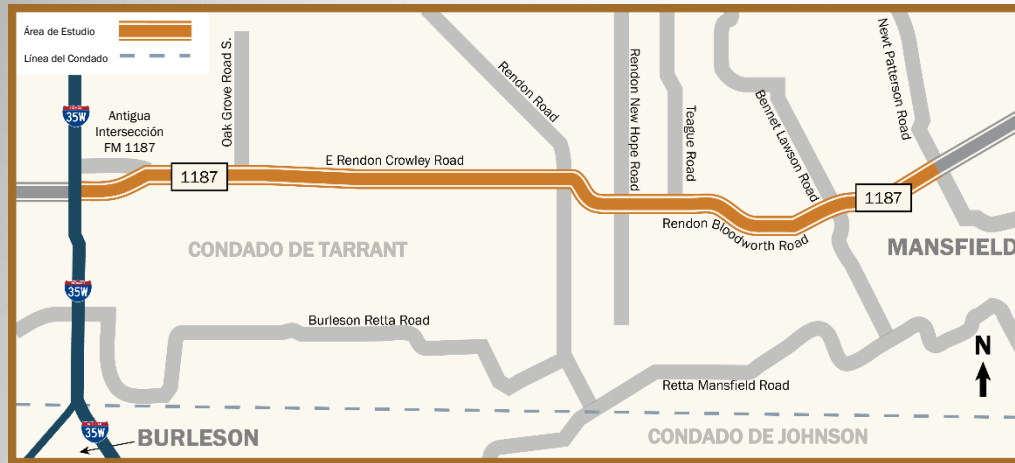 Área de Estudio
Línea del Condado
35W
Antigua
Intersección
FM 1187
Oak Grove Road S.
1187
E Rendon Crowley Road
Rendon Road
Rendon New Hope Road
Teague Road
Bennet Lawson Road
Newt Patterson Road
1187
Rendon Bloodworth Road
MANSFIELD
CONDADO DE TARRANT
35W
Burleson Retta Road
Retta Mansfield Road
N
35W
BURLESON
CONDADO DE JOHNSON